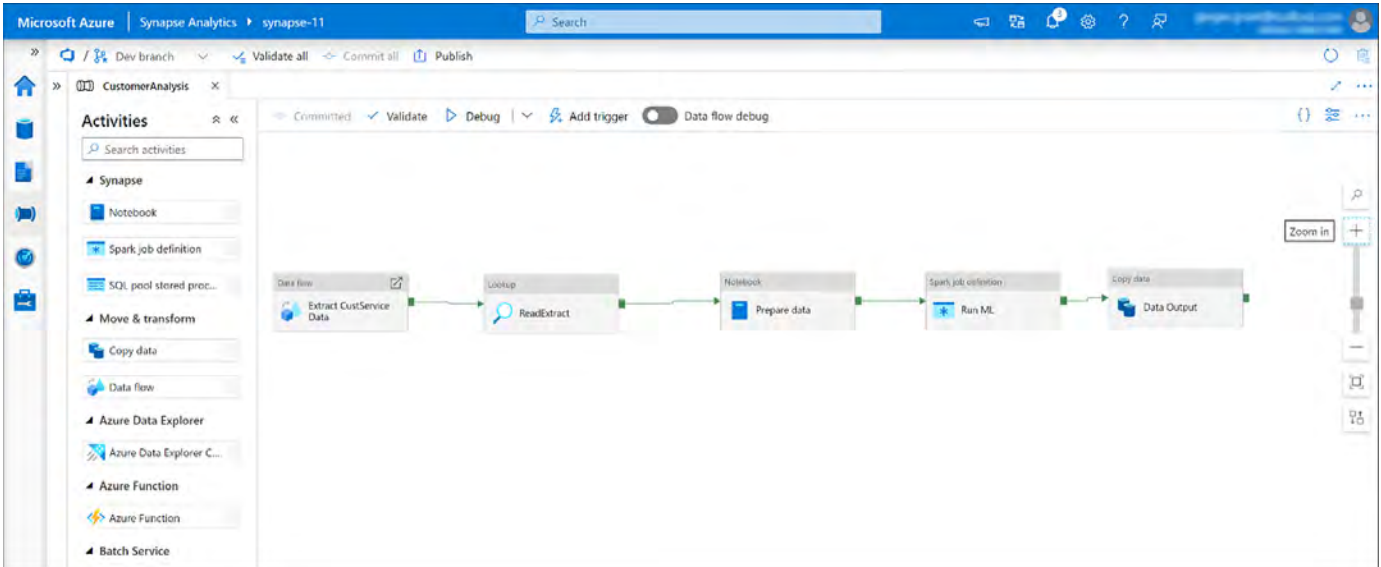 Microsoft Azure | Synapse Analytics synapse-11 Search 3 ?
» / Dev branch Validate all Commit all Publish
» CustomerAnalysis × ...
Activities «
Committed Validate Debug | Add trigger Data flow debug {} ...
Search activities
Synapse
Notebook
Spark job definition
SQL pool stored proc...
Move & transform
Copy data
Data flow
Azure Data Explorer
Azure Data Explorer C...
Azure Function
Azure Function
Batch Service
Data flow
Extract CustService
Data
Lookup
ReadExtract
Notebook
Prepare data
Spark job definition
Run ML
Copy data
Data Output
Zoom in +